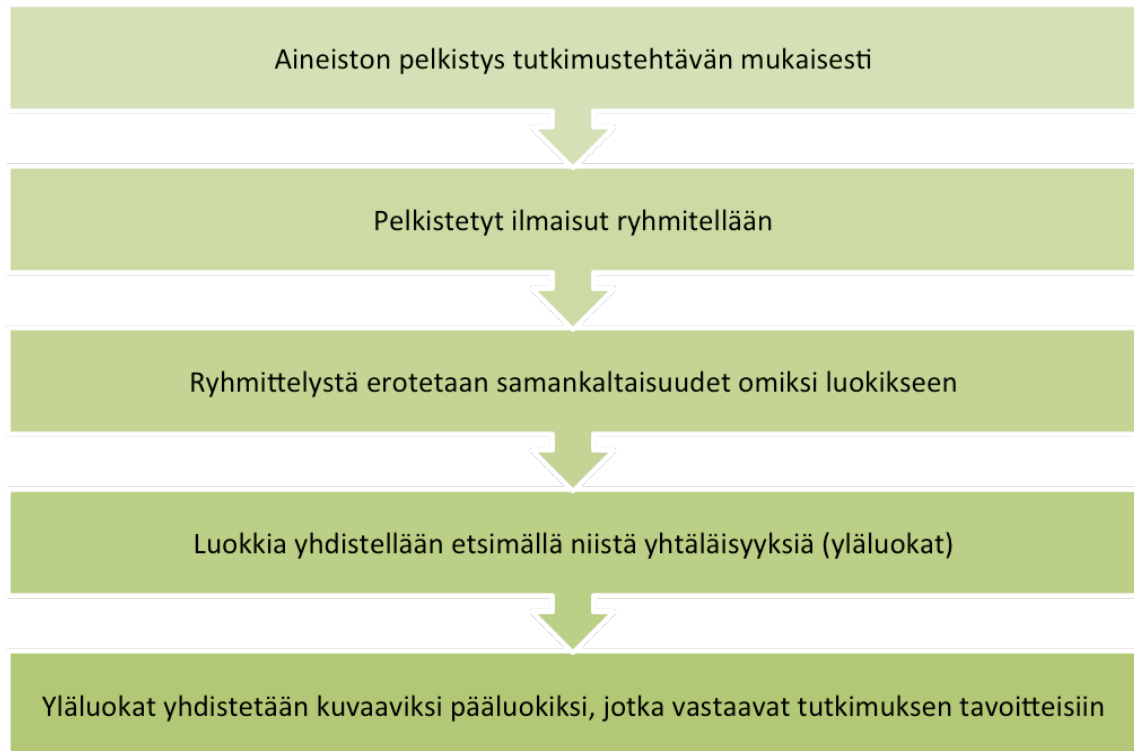 Aineiston pelkistys tutkimustehtävän mukaisesti
Pelkistetyt ilmaisut ryhmitellään
Ryhmittelystä erotetaan samankaltaisuudet omiksi luokikseen
Luokkia yhdistellään etsimällä niistä yhtäläisyyksiä (yläluokat)
Yläluokat yhdistetään kuvaaviksi pääluokiksi, jotka vastaavat tutkimuksen tavoitteisiin